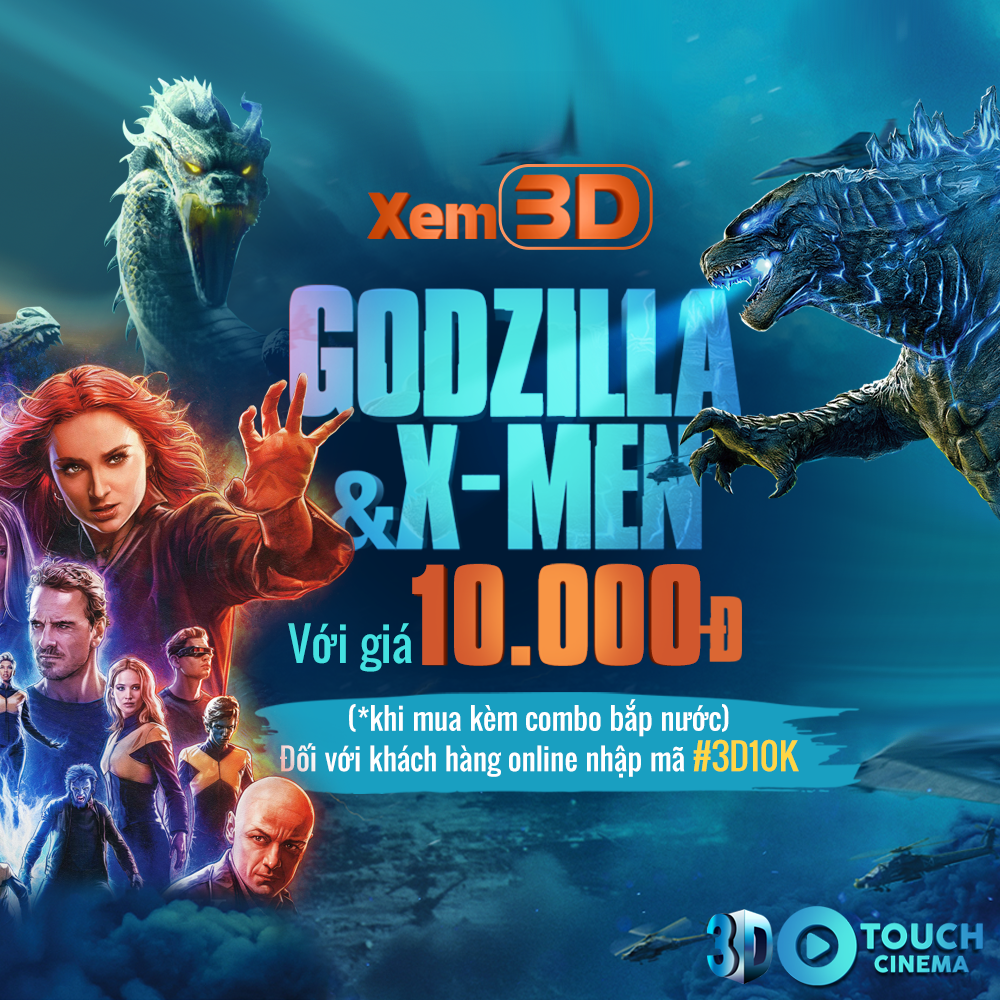 Xem 3D
GODZILLA
& X-MEN
Với giá 10.000Đ
(*khi mua kèm combo bắp nước)
Đối với khách hàng online nhập mã #3D10K
3D TOUCH
CINEMA